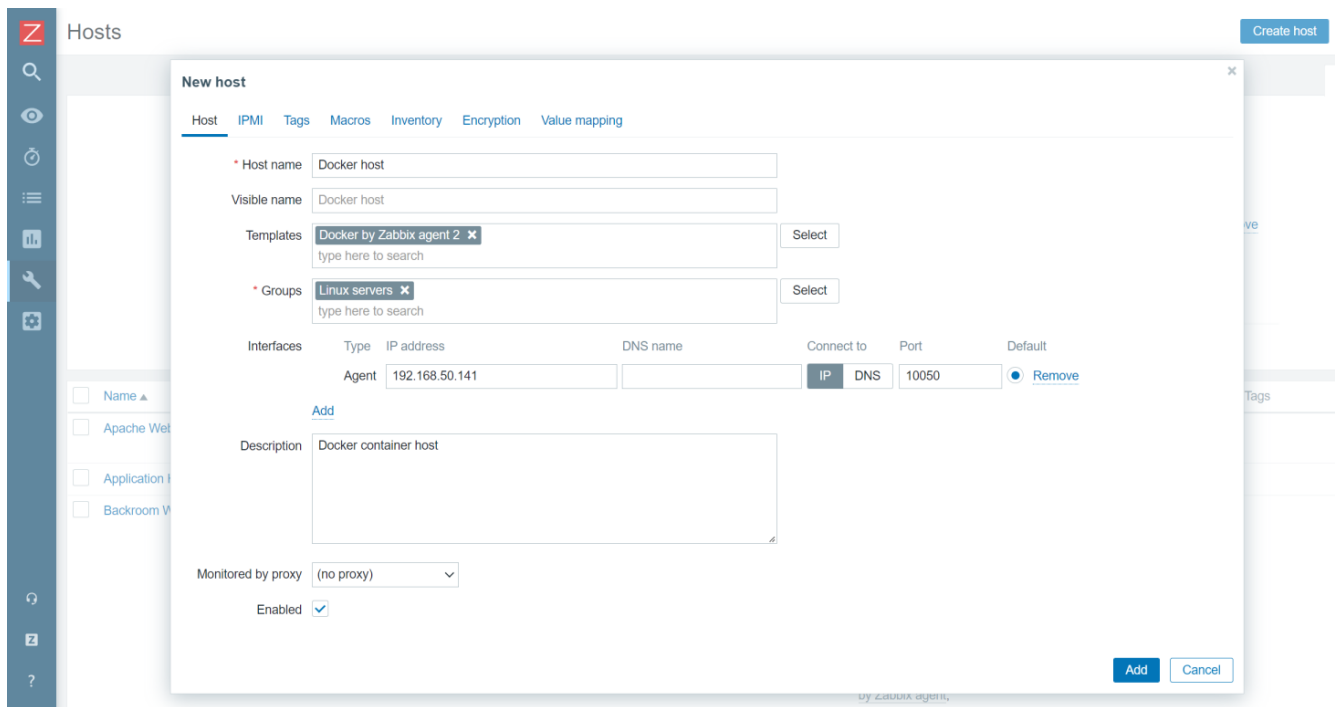 Z
Hosts
Create host
New host
Host IPMI Tags Macros Inventory Encryption Value mapping
* Host name Docker host
Visible name Docker host
Templates Docker by Zabbix agent 2 Select
type here to search
* Groups Linux servers Select
type here to search
Interfaces Type IP address DNS name Connect to Port Default
Agent 192.168.50.141 IP DNS 10050 Remove
Add
Description Docker container host
Monitored by proxy (no proxy)
Enabled
Add Cancel
Name Tags
Apache Web
Application
Backroom W
by Zabbix agent,
Z
?